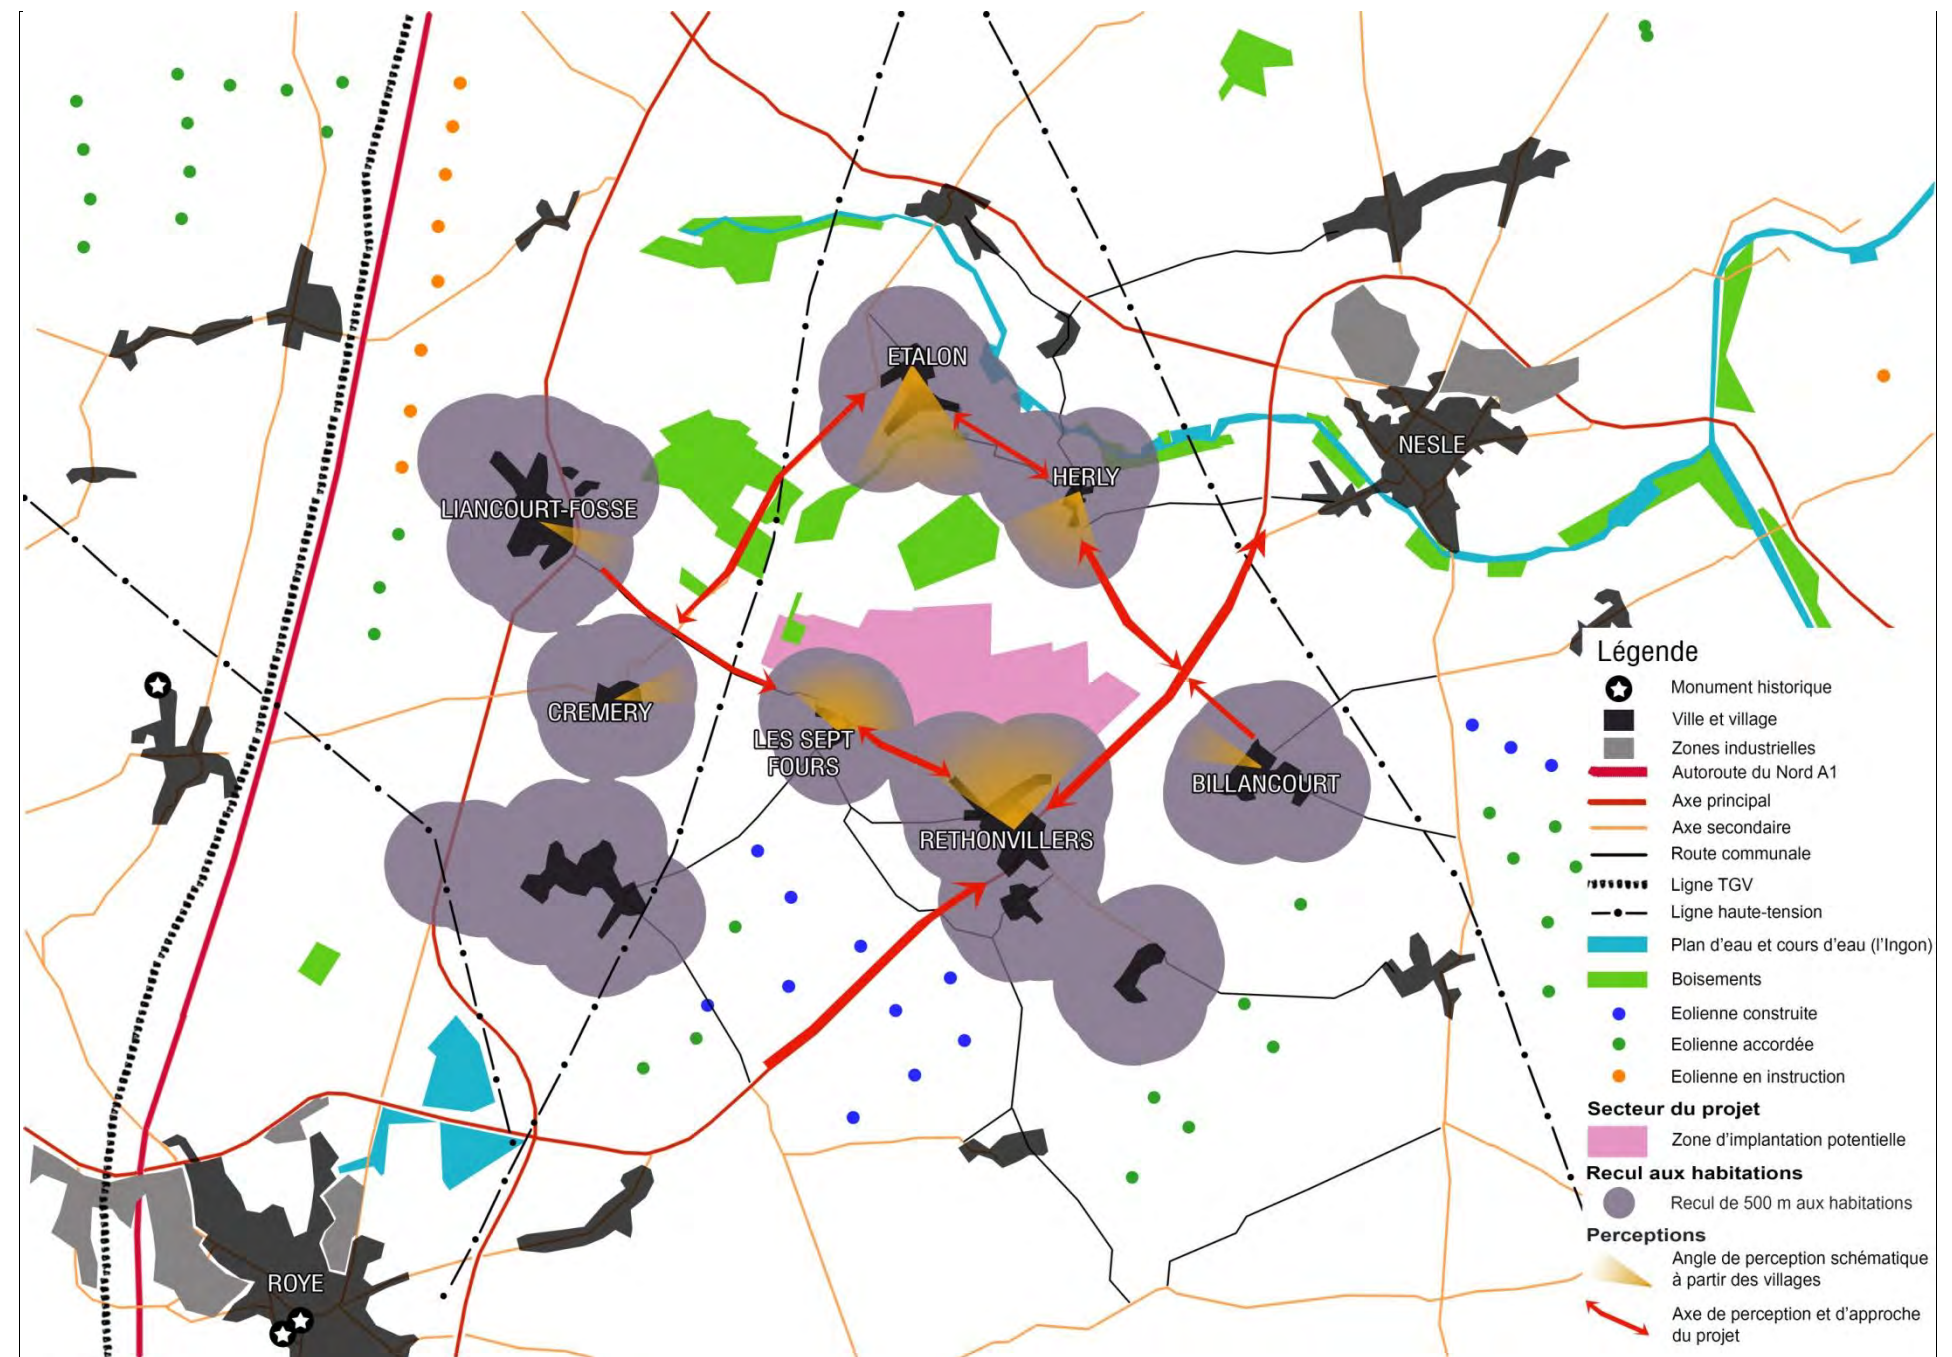 ETALON
NESLE
HERLY
LIANCOURT-FOSSE
CREMERY
LES SEPT
FOURS
BILLANCOURT
RETHONVILLERS
ROYE
Légende
Monument historique
Ville et village
Zones industrielles
Autoroute du Nord A1
Axe principal
Axe secondaire
Route communale
Ligne TGV
Ligne haute-tension
Plan d'eau et cours d'eau (l'Ingon)
Boisements
Eolienne construite
Eolienne accordée
Eolienne en instruction
Secteur du projet
Zone d'implantation potentielle
Recul aux habitations
Recul de 500 m aux habitations
Perceptions
Angle de perception schématique
à partir des villages
Axe de perception et d'approche
du projet